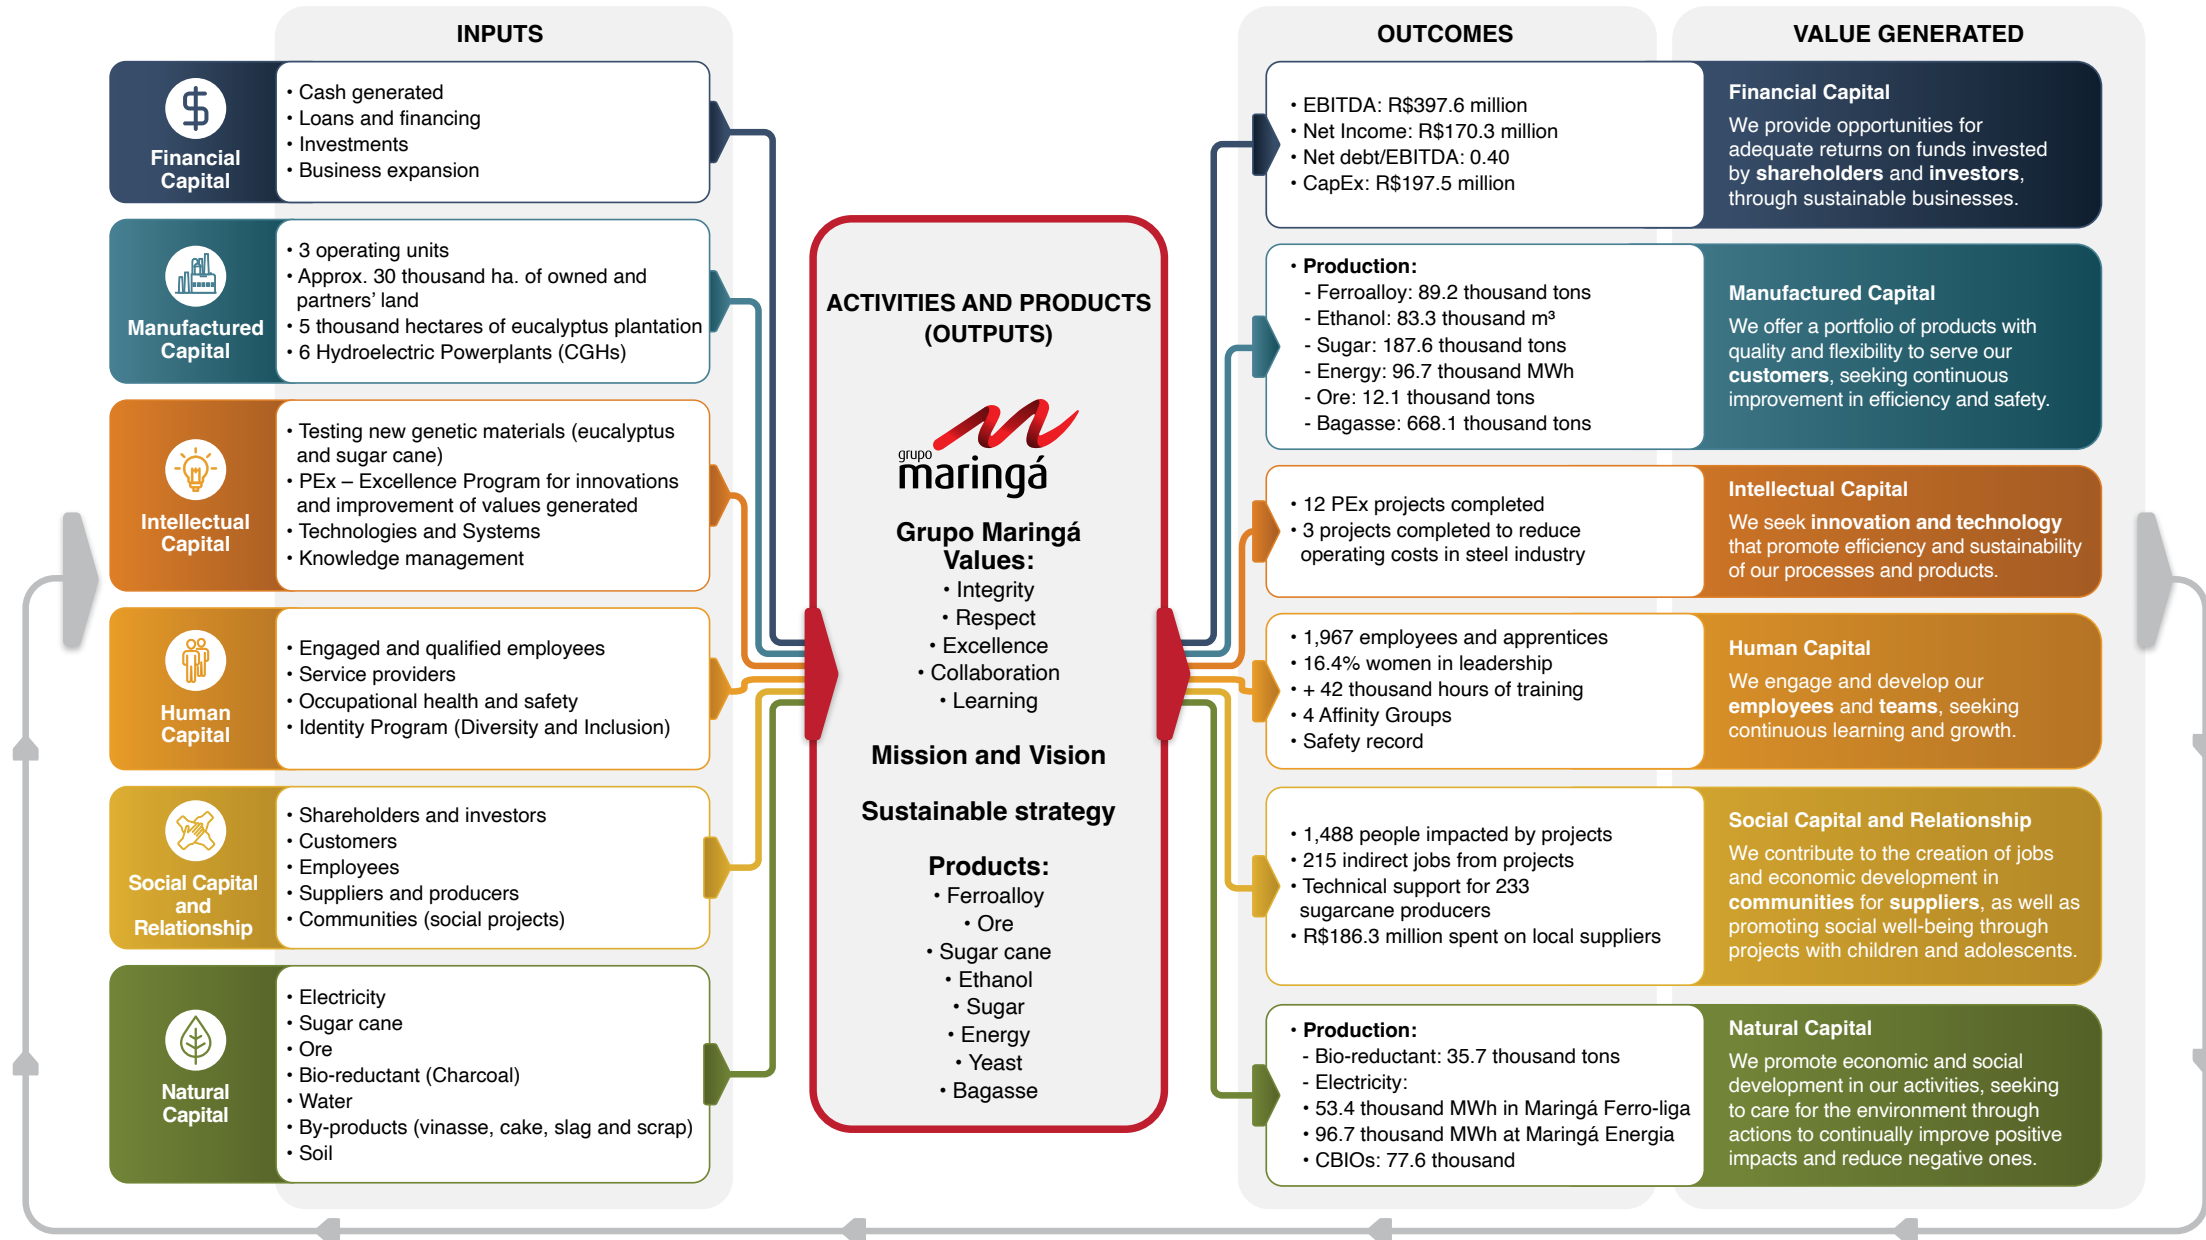 INPUTS
Financial
Capital
• Cash generated
• Loans and financing
• Investments
• Business expansion
Manufactured
Capital
• 3 operating units
• Approx. 30 thousand ha. of owned and
partners’ land
• 5 thousand hectares of eucalyptus plantation
• 6 Hydroelectric Powerplants (CGHs)
Intellectual
Capital
• Testing new genetic materials (eucalyptus
and sugar cane)
• PEx – Excellence Program for innovations
and improvement of values generated
• Technologies and Systems
• Knowledge management
Human
Capital
• Engaged and qualified employees
• Service providers
• Occupational health and safety
• Identity Program (Diversity and Inclusion)
Social Capital
and
Relationship
• Shareholders and investors
• Customers
• Employees
• Suppliers and producers
• Communities (social projects)
Natural
Capital
• Electricity
• Sugar cane
• Ore
• Bio-reductant (Charcoal)
• Water
• By-products (vinasse, cake, slag and scrap)
• Soil
ACTIVITIES AND PRODUCTS
(OUTPUTS)
grupo
maringá
Grupo Maringá
Values:
• Integrity
• Respect
• Excellence
• Collaboration
• Learning
Mission and Vision
Sustainable strategy
Products:
• Ferroalloy
• Ore
• Sugar cane
• Ethanol
• Sugar
• Energy
• Yeast
• Bagasse
OUTCOMES
VALUE GENERATED
• EBITDA: R$397.6 million
• Net Income: R$170.3 million
• Net debt/EBITDA: 0.40
• CapEx: R$197.5 million
Financial Capital
We provide opportunities for
adequate returns on funds invested
by shareholders and investors,
through sustainable businesses.
• Production:
- Ferroalloy: 89.2 thousand tons
- Ethanol: 83.3 thousand m³
- Sugar: 187.6 thousand tons
- Energy: 96.7 thousand MWh
- Ore: 12.1 thousand tons
- Bagasse: 668.1 thousand tons
Manufactured Capital
We offer a portfolio of products with
quality and flexibility to serve our
customers, seeking continuous
improvement in efficiency and safety.
• 12 PEx projects completed
• 3 projects completed to reduce
operating costs in steel industry
Intellectual Capital
We seek innovation and technology
that promote efficiency and sustainability
of our processes and products.
• 1,967 employees and apprentices
• 16.4% women in leadership
• + 42 thousand hours of training
• 4 Affinity Groups
• Safety record
Human Capital
We engage and develop our
employees and teams, seeking
continuous learning and growth.
• 1,488 people impacted by projects
• 215 indirect jobs from projects
• Technical support for 233
sugarcane producers
• R$186.3 million spent on local suppliers
Social Capital and Relationship
We contribute to the creation of jobs
and economic development in
communities for suppliers, as well as
promoting social well-being through
projects with children and adolescents.
• Production:
- Bio-reductant: 35.7 thousand tons
- Electricity:
• 53.4 thousand MWh in Maringá Ferro-liga
• 96.7 thousand MWh at Maringá Energia
• CBIOs: 77.6 thousand
Natural Capital
We promote economic and social
development in our activities, seeking
to care for the environment through
actions to continually improve positive
impacts and reduce negative ones.